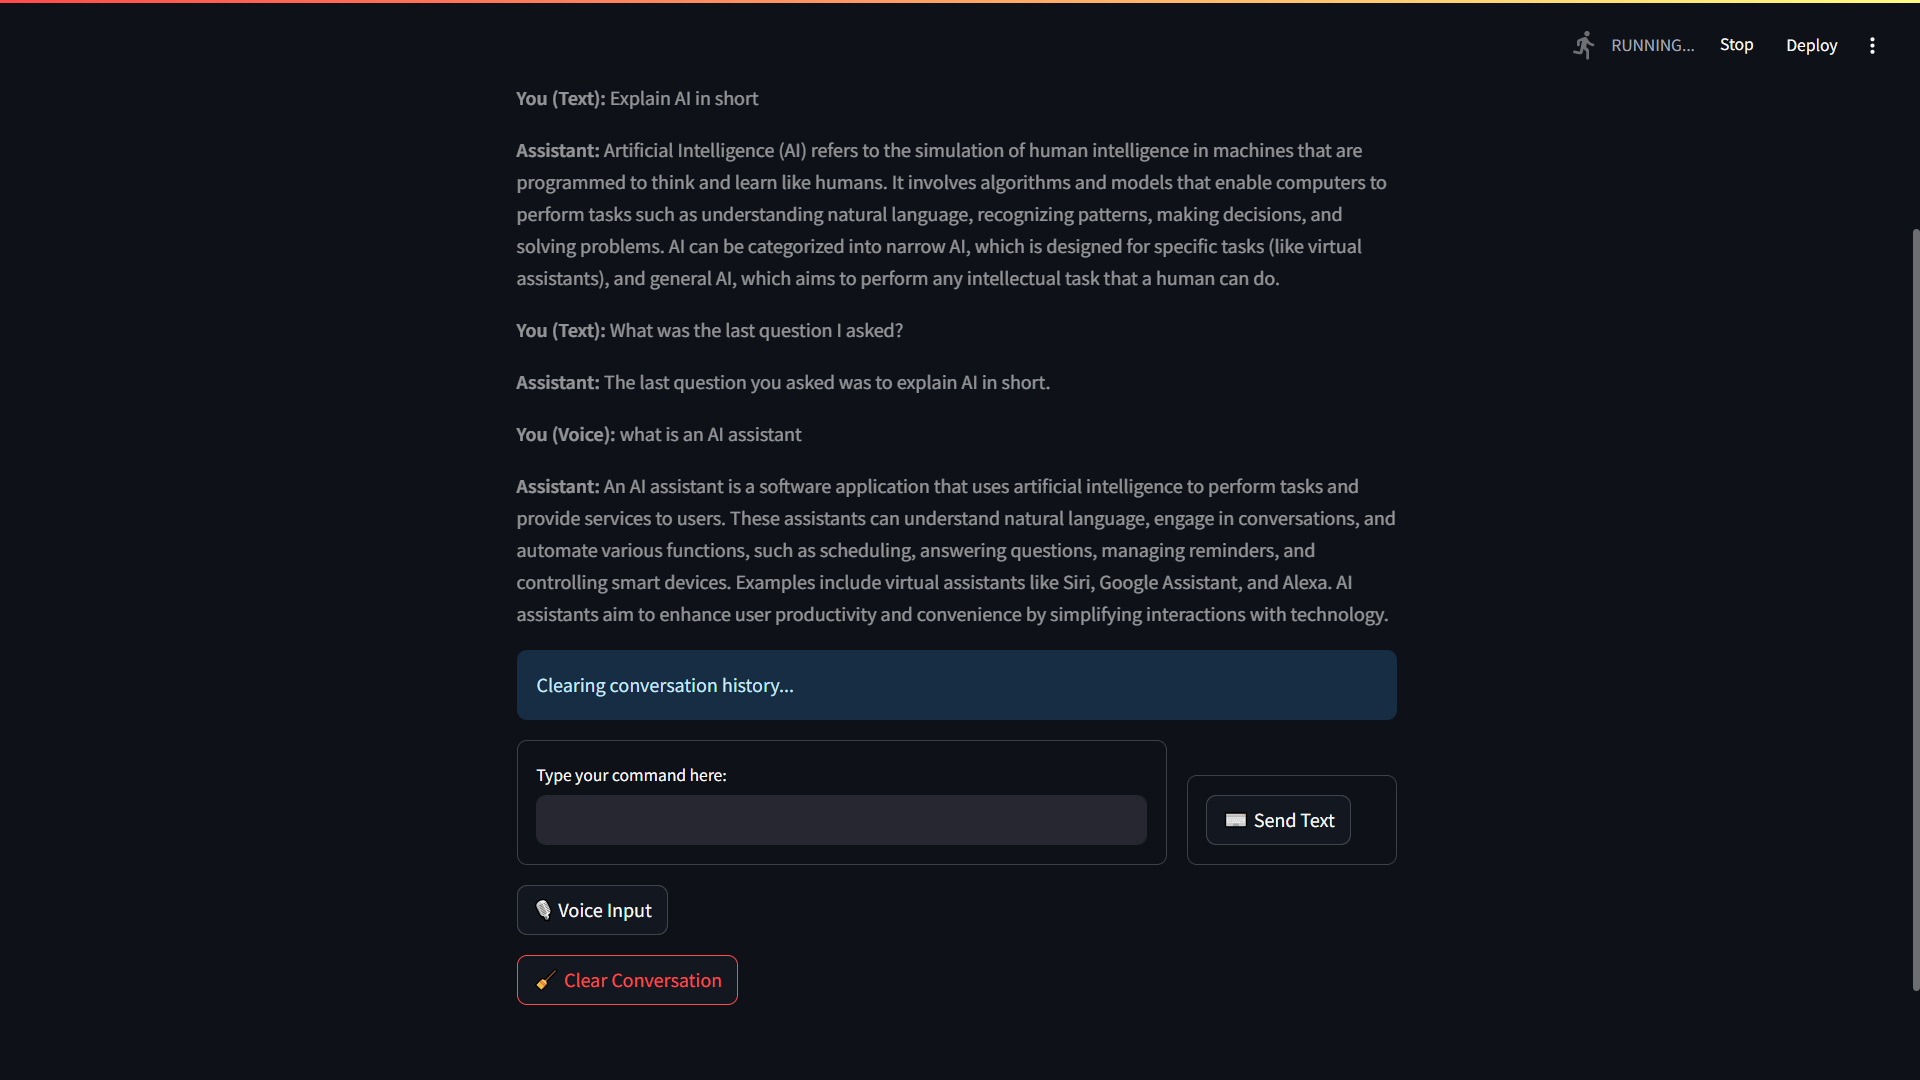 RUNNING...
Stop
Deploy
You (Text): Explain AI in short
Assistant: Artificial Intelligence (AI) refers to the simulation of human intelligence in machines that are
programmed to think and learn like humans. It involves algorithms and models that enable computers to
perform tasks such as understanding natural language, recognizing patterns, making decisions, and
solving problems. AI can be categorized into narrow AI, which is designed for specific tasks (like virtual
assistants), and general AI, which aims to perform any intellectual task that a human can do.
You (Text): What was the last question I asked?
Assistant: The last question you asked was to explain AI in short.
You (Voice): what is an AI assistant
Assistant: An AI assistant is a software application that uses artificial intelligence to perform tasks and
provide services to users. These assistants can understand natural language, engage in conversations, and
automate various functions, such as scheduling, answering questions, managing reminders, and
controlling smart devices. Examples include virtual assistants like Siri, Google Assistant, and Alexa. AI
assistants aim to enhance user productivity and convenience by simplifying interactions with technology.
Clearing conversation history...
Type your command here:
Send Text
Voice Input
Clear Conversation